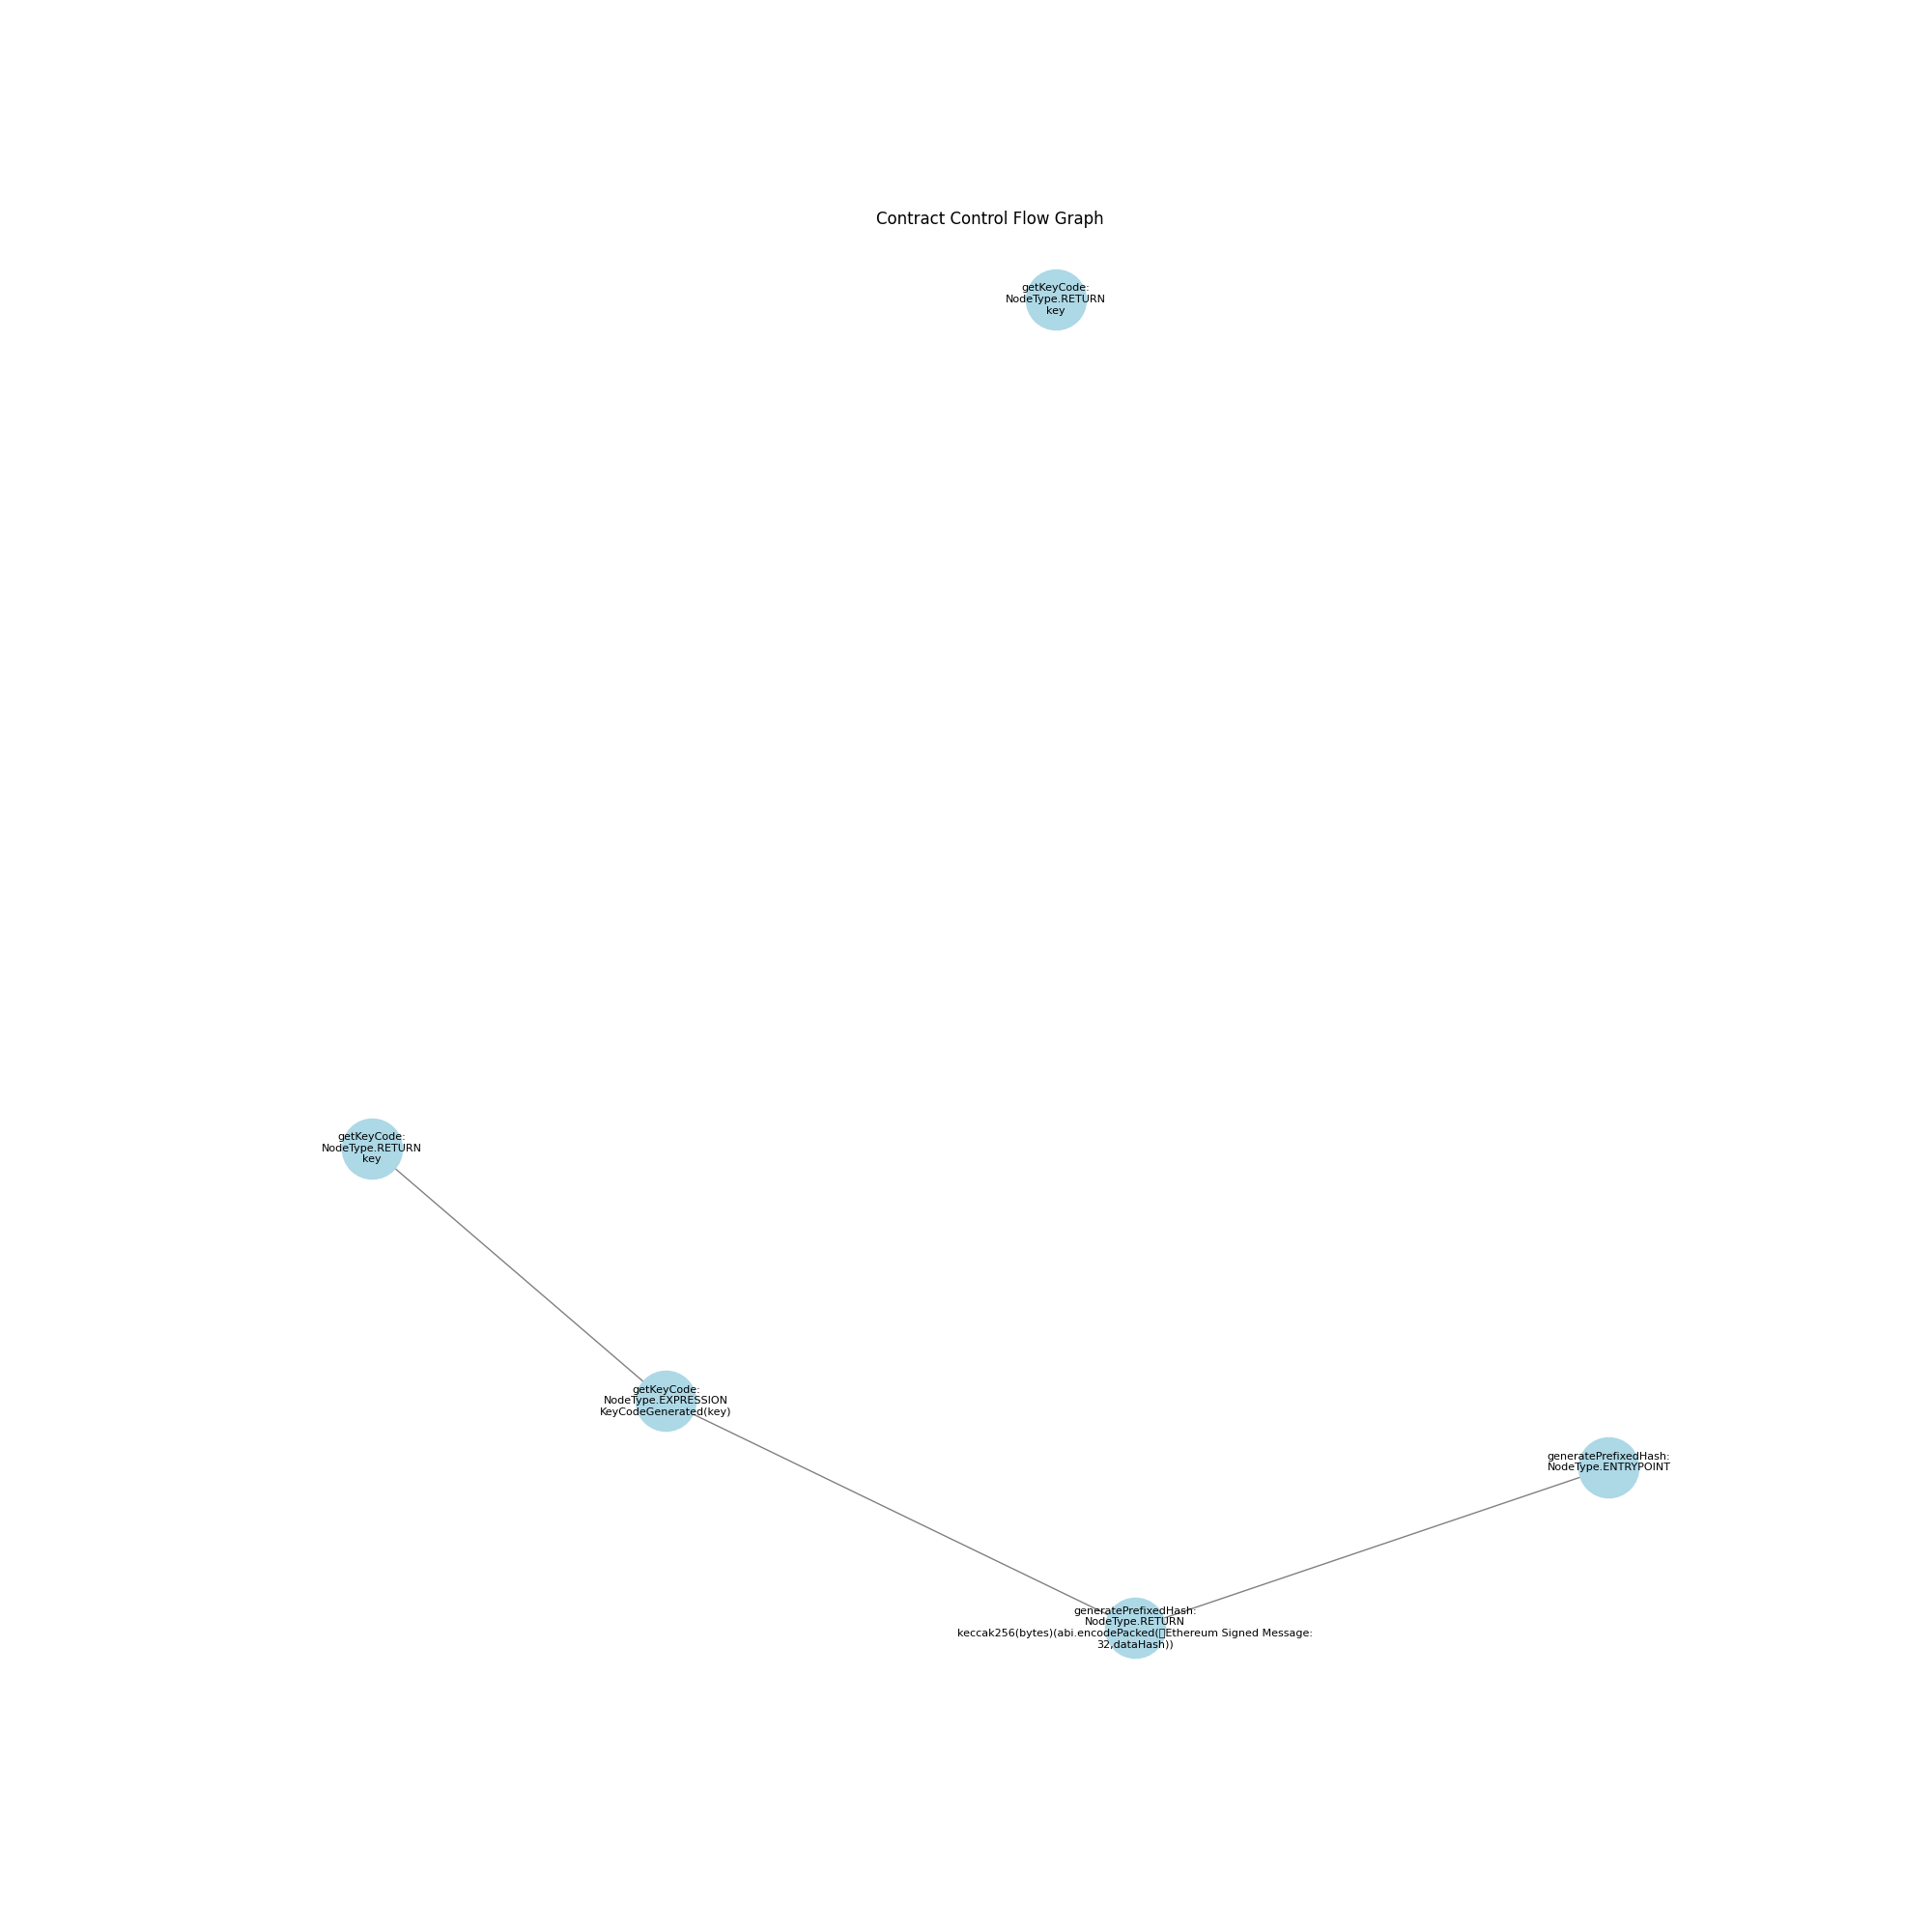 Contract Control Flow Graph
getKeyCode:
NodeType.RETURN
key
getKeyCode:
NodeType.RETURN
key
getKeyCode:
NodeType.EXPRESSION
KeyCodeGenerated(key)
generatePrefixedHash:
NodeType.ENTRYPOINT
generatePrefixedHash:
NodeType.RETURN
keccak256(bytes)(abi.encodePacked(▯Ethereum Signed Message:
32,dataHash))